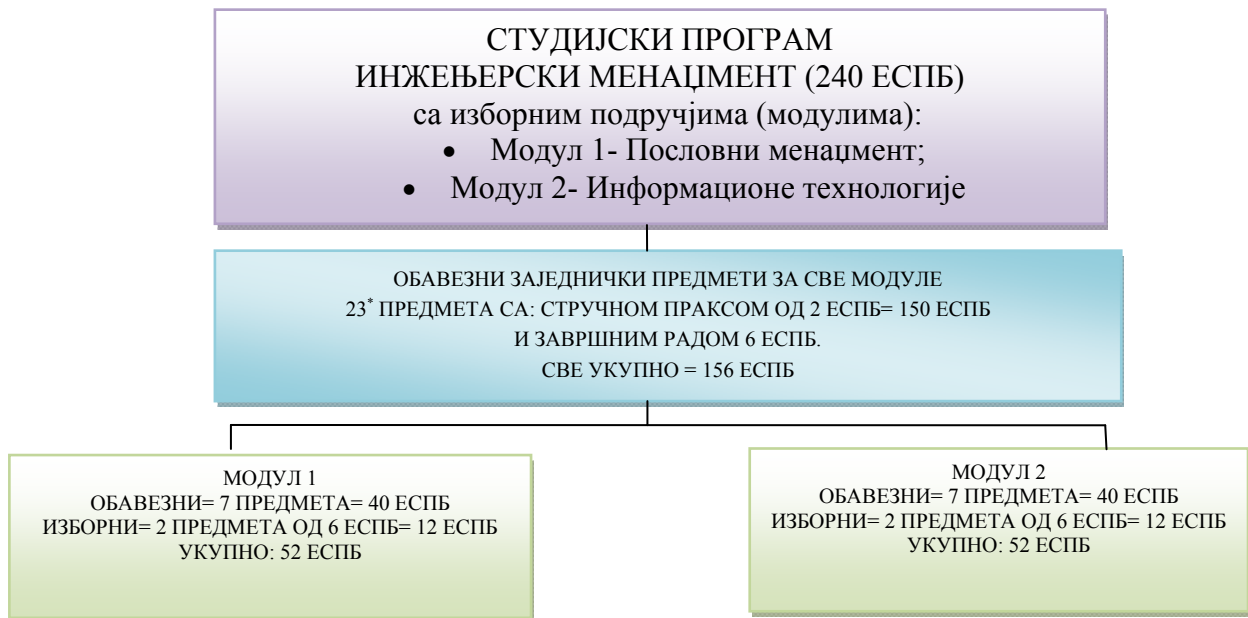 СТУДИЈСКИ ПРОГРАМ
ИНЖЕЊЕРСКИ МЕНАЏМЕНТ (240 ЕСПБ)
са изборним подручјима (модулима):
• Модул 1- Пословни менаџмент;
• Модул 2- Информационе технологије
ОБАВЕЗНИ ЗАЈЕДНИЧКИ ПРЕДМЕТИ ЗА СВЕ МОДУЛЕ
23* ПРЕДМЕТА СА: СТРУЧНОМ ПРАКСОМ ОД 2 ЕСПБ= 150 ЕСПБ
И ЗАВРШНИМ РАДОМ 6 ЕСПБ.
СВЕ УКУПНО = 156 ЕСПБ
МОДУЛ 1
ОБАВЕЗНИ= 7 ПРЕДМЕТА= 40 ЕСПБ
ИЗБОРНИ= 2 ПРЕДМЕТА ОД 6 ЕСПБ= 12 ЕСПБ
УКУПНО: 52 ЕСПБ
МОДУЛ 2
ОБАВЕЗНИ= 7 ПРЕДМЕТА= 40 ЕСПБ
ИЗБОРНИ= 2 ПРЕДМЕТА ОД 6 ЕСПБ= 12 ЕСПБ
УКУПНО: 52 ЕСПБ